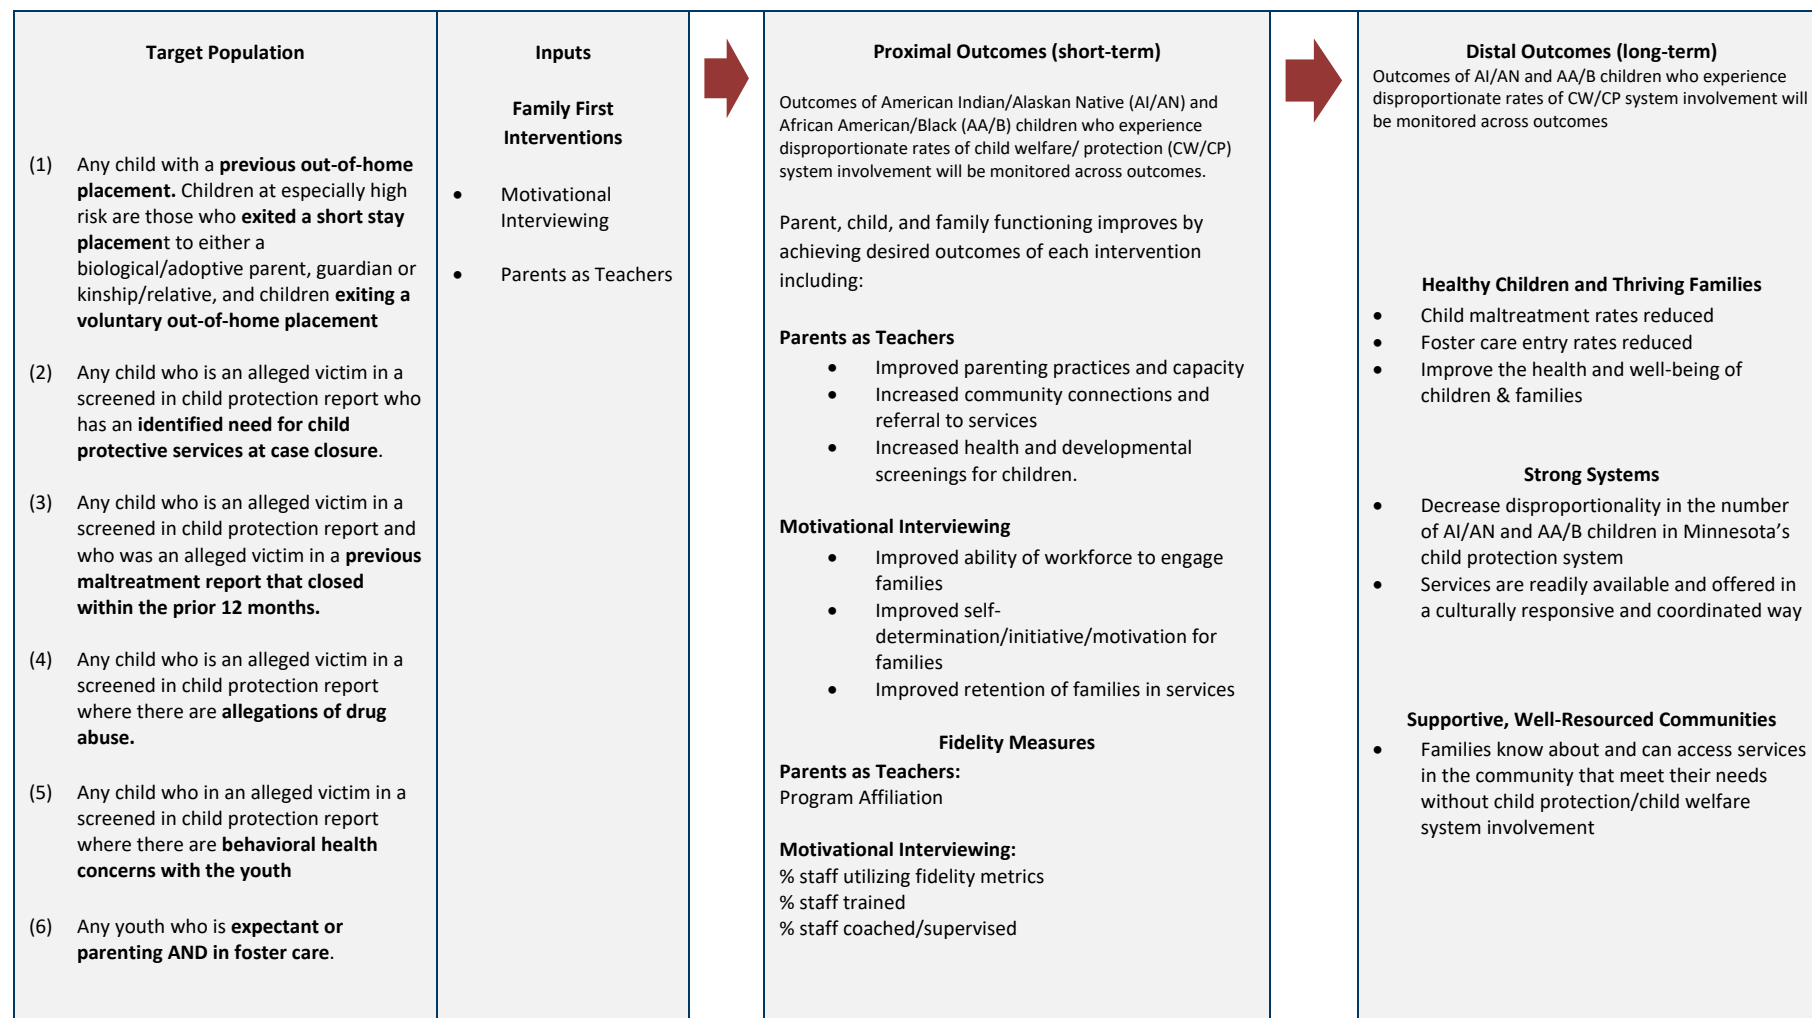 Target Population
(1) Any child with a previous out-of-home
placement. Children at especially high
risk are those who exited a short stay
placement to either a
biological/adoptive parent, guardian or
kinship/relative, and children exiting a
voluntary out-of-home placement
(2) Any child who is an alleged victim in a
screened in child protection report who
has an identified need for child
protective services at case closure.
(3) Any child who is an alleged victim in a
screened in child protection report and
who was an alleged victim in a previous
maltreatment report that closed
within the prior 12 months.
(4) Any child who is an alleged victim in a
screened in child protection report
where there are allegations of drug
abuse.
(5) Any child who in an alleged victim in a
screened in child protection report
where there are behavioral health
concerns with the youth
(6) Any youth who is expectant or
parenting AND in foster care.
Inputs
Family First
Interventions
• Motivational
Interviewing
• Parents as Teachers
Proximal Outcomes (short-term)
Outcomes of American Indian/Alaskan Native (AI/AN) and
African American/Black (AA/B) children who experience
disproportionate rates of child welfare/ protection (CW/CP)
system involvement will be monitored across outcomes.
Parent, child, and family functioning improves by
achieving desired outcomes of each intervention
including:
Parents as Teachers
• Improved parenting practices and capacity
• Increased community connections and
referral to services
• Increased health and developmental
screenings for children.
Motivational Interviewing
• Improved ability of workforce to engage
families
• Improved self-
determination/initiative/motivation for
families
• Improved retention of families in services
Fidelity Measures
Parents as Teachers:
Program Affiliation
Motivational Interviewing:
% staff utilizing fidelity metrics
% staff trained
% staff coached/supervised
Distal Outcomes (long-term)
Outcomes of AI/AN and AA/B children who experience
disproportionate rates of CW/CP system involvement will
be monitored across outcomes
Healthy Children and Thriving Families
• Child maltreatment rates reduced
• Foster care entry rates reduced
• Improve the health and well-being of
children & families
Strong Systems
• Decrease disproportionality in the number
of AI/AN and AA/B children in Minnesota's
child protection system
• Services are readily available and offered in
a culturally responsive and coordinated way
Supportive, Well-Resourced Communities
• Families know about and can access services
in the community that meet their needs
without child protection/child welfare
system involvement